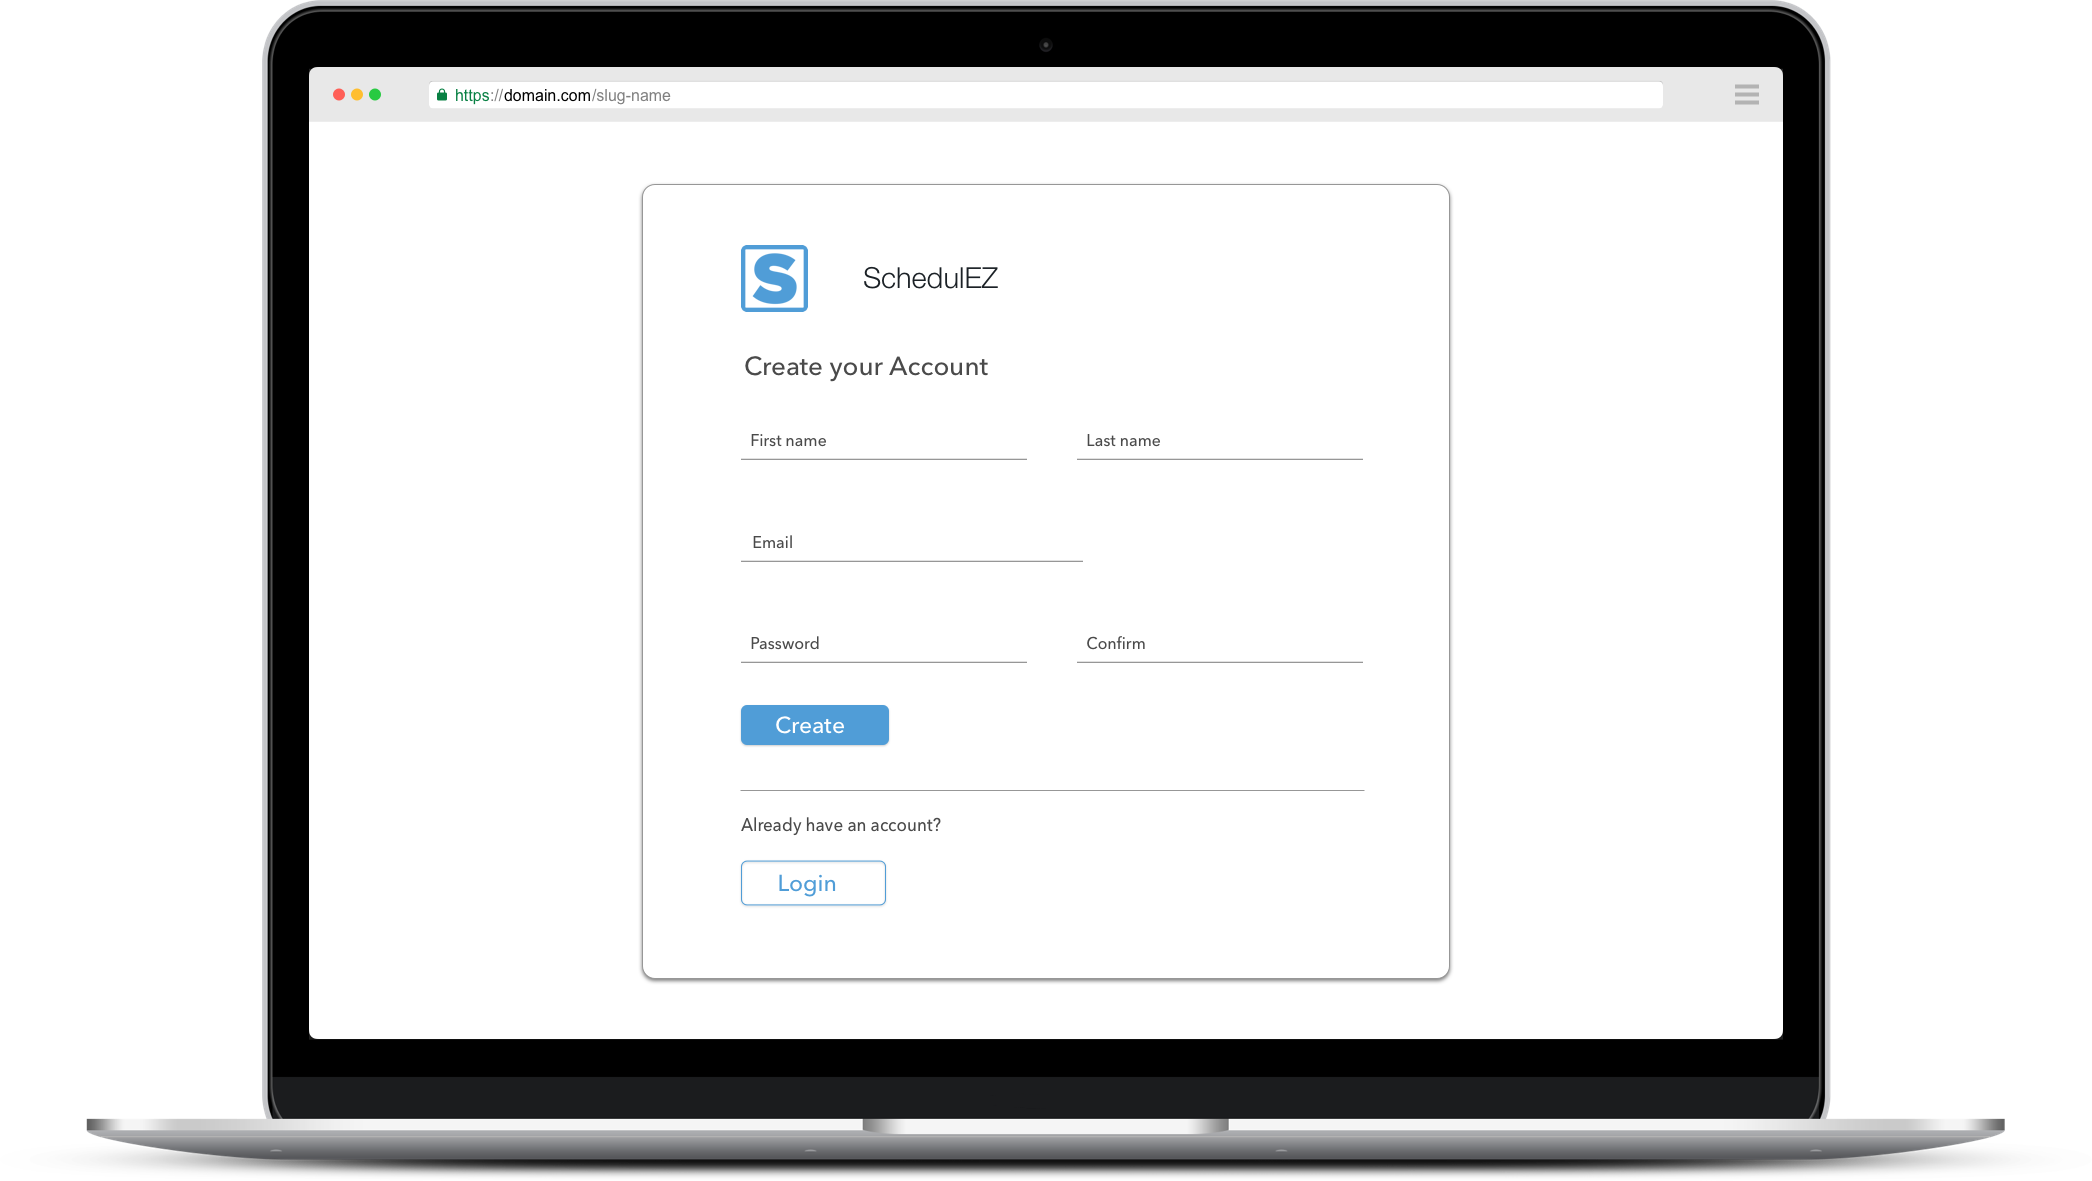 https://domain.com/slug-name
S SchedulEZ
Create your Account
First name Last name
Email
Password Confirm
Create
Already have an account?
Login